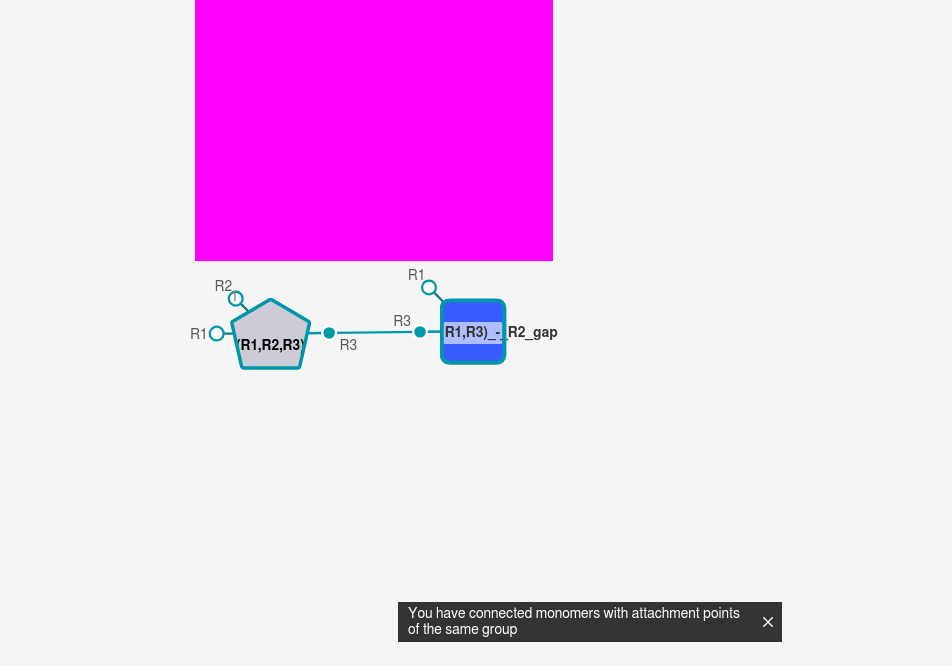 R1
R2
R3
R1
R3
(R1,R2,R3)
R1,R3)_-_R2_gap
You have connected monomers with attachment points
of the same group